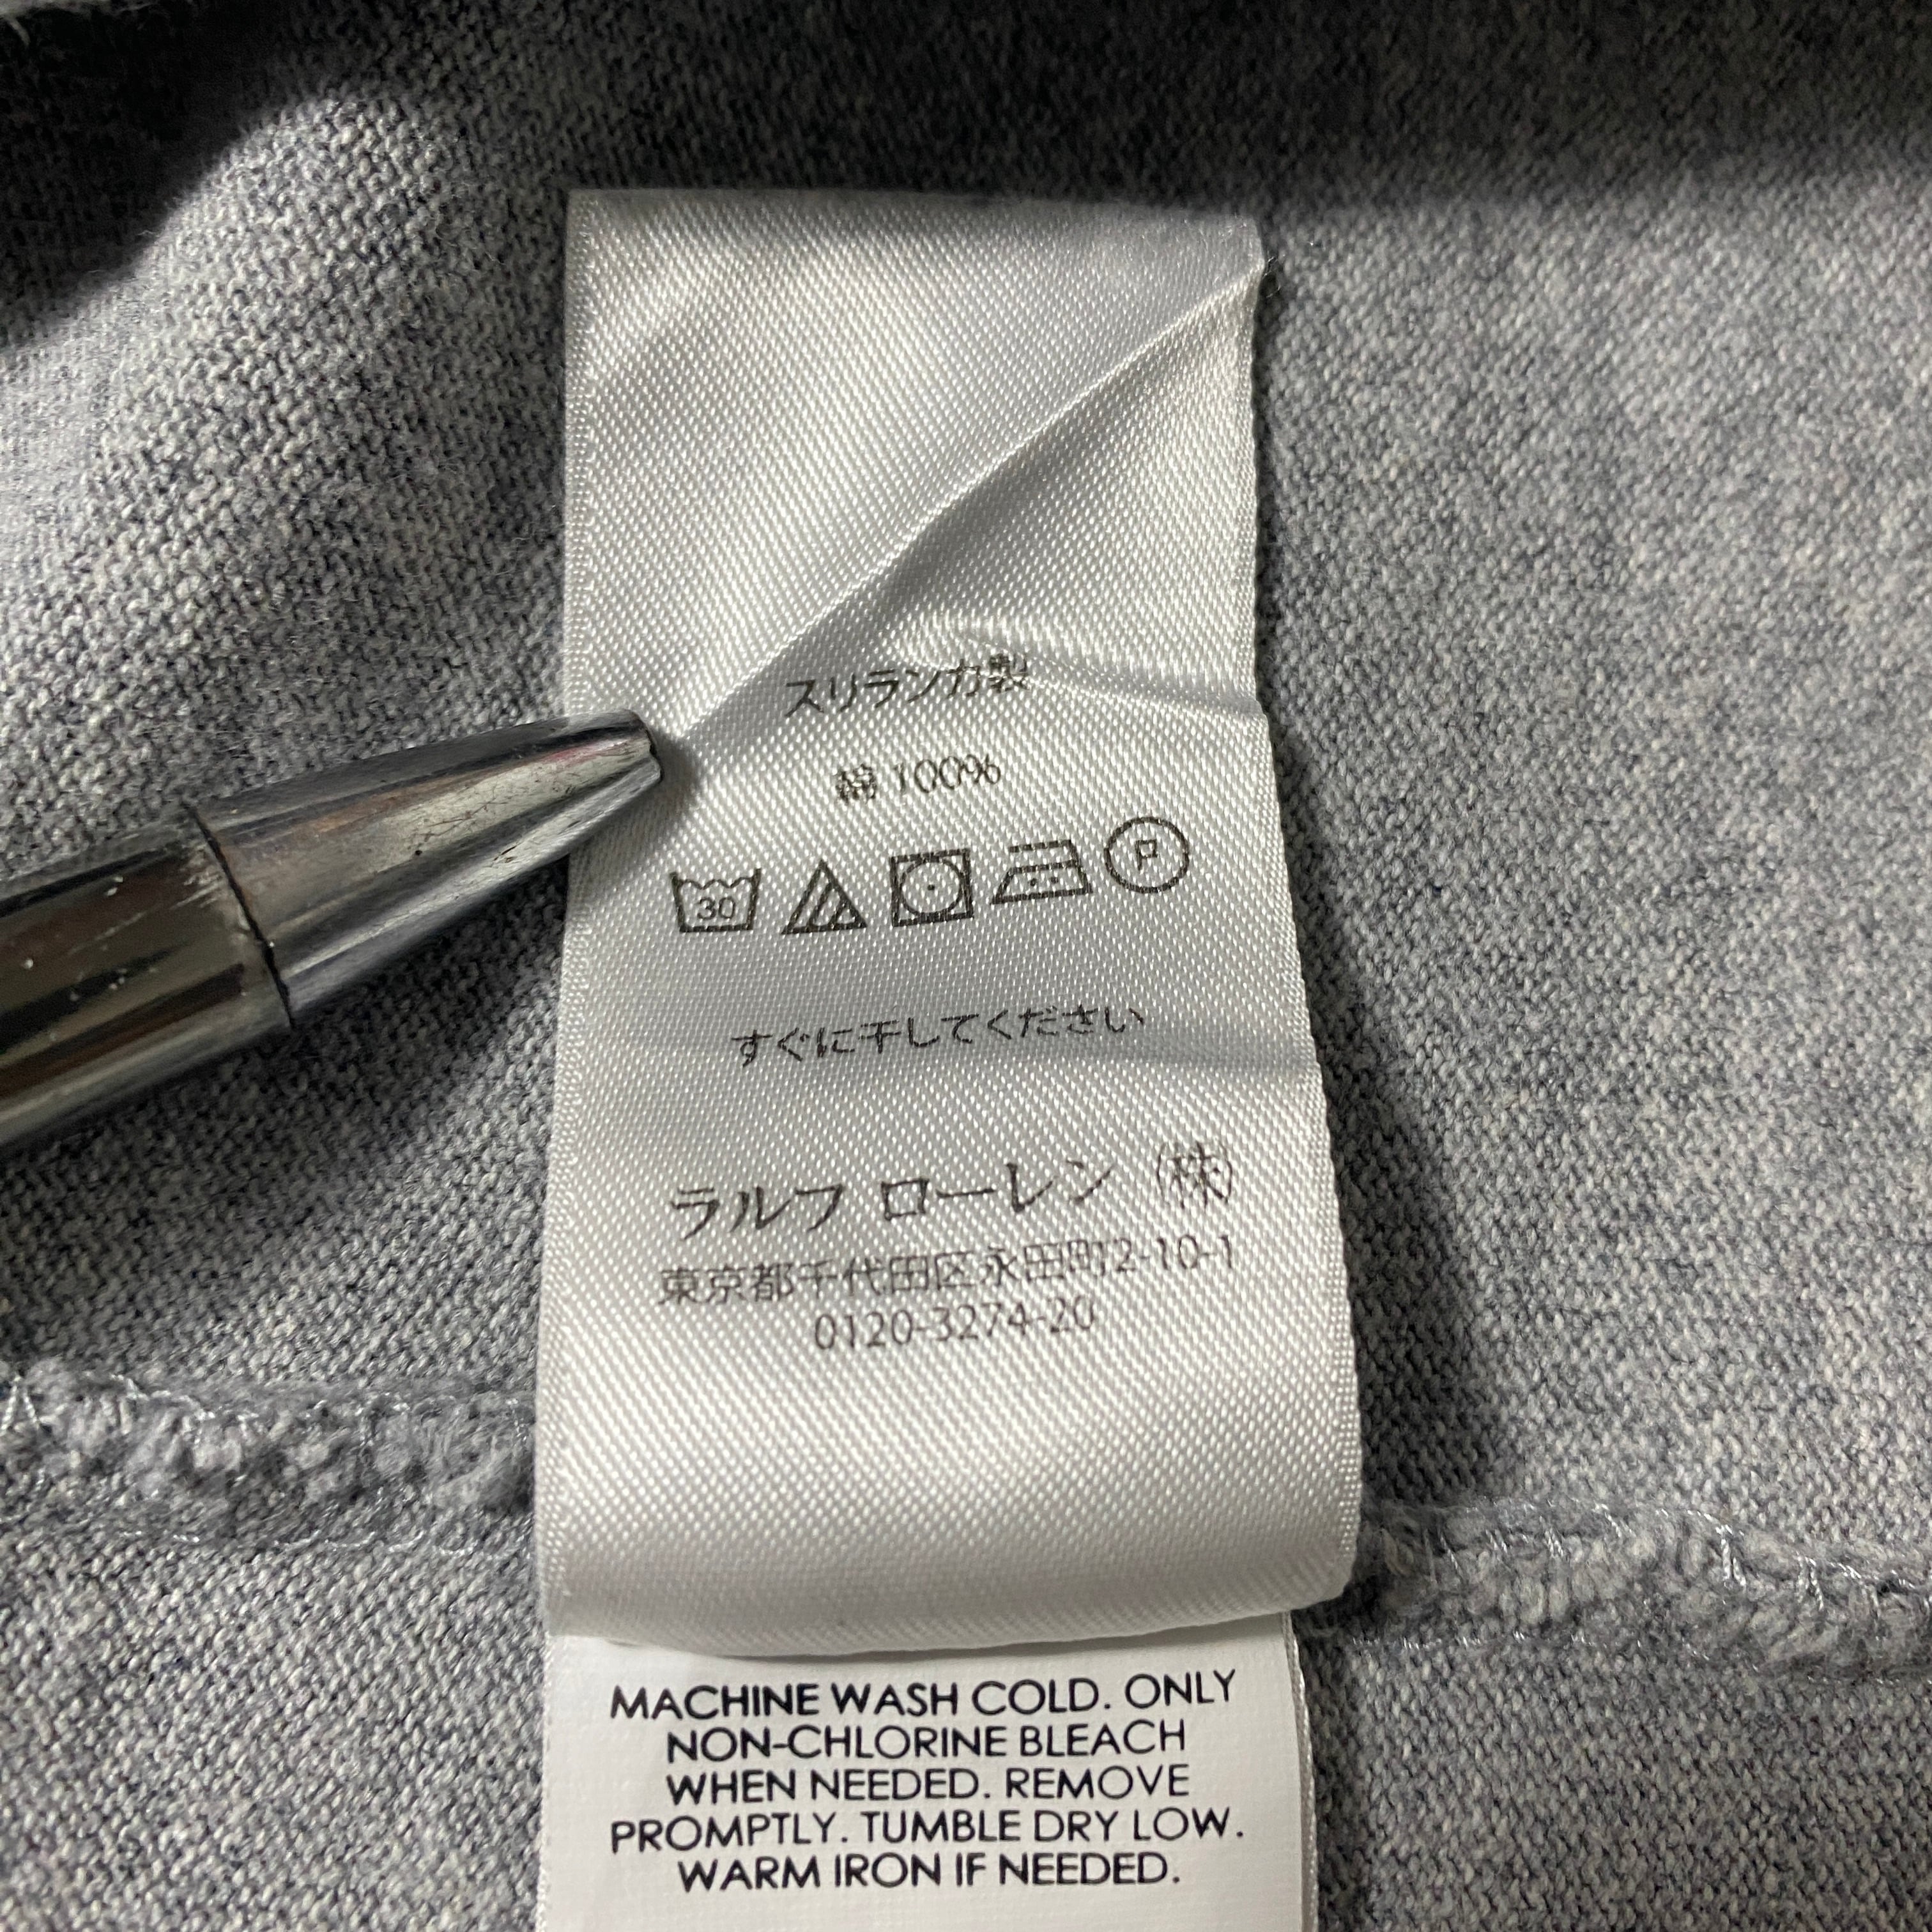 スリランカ製
綿 100%
30
P
すぐに干してください
ラルフ ローレン (株)
東京都千代田区永田町2-10-1
0120-3274-20
MACHINE WASH COLD. ONLY
NON-CHLORINE BLEACH
WHEN NEEDED. REMOVE
PROMPTLY. TUMBLE DRY LOW.
WARM IRON IF NEEDED.